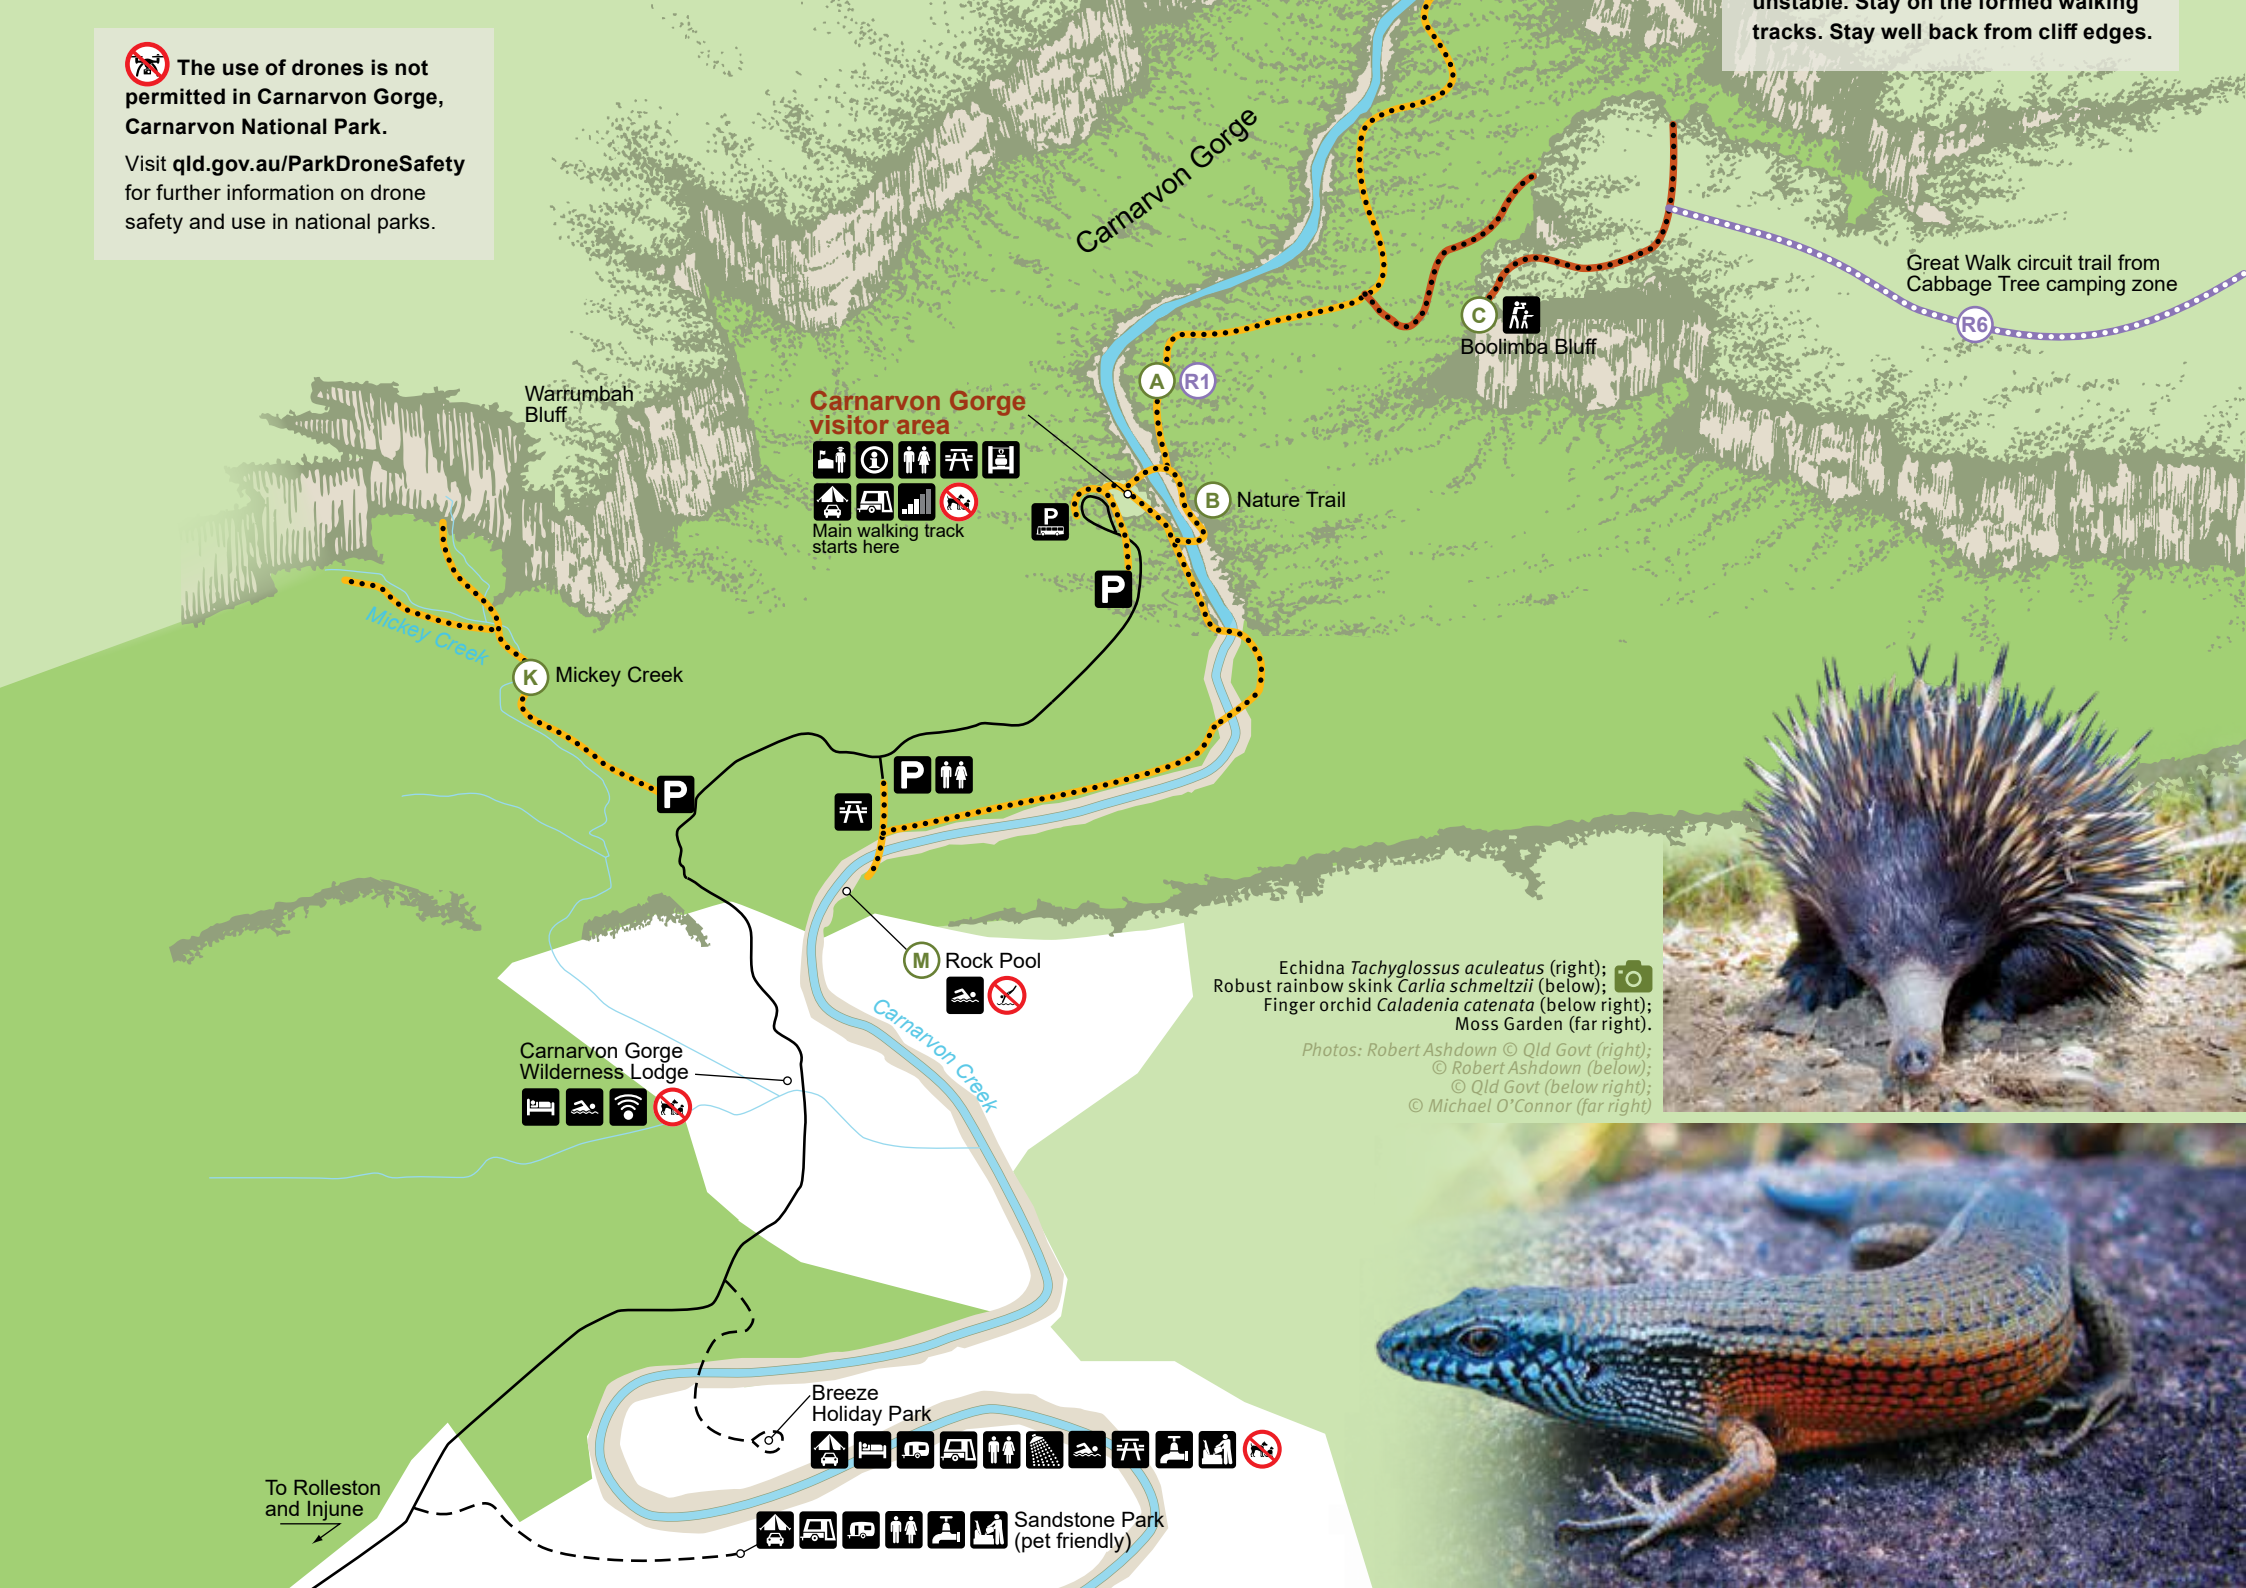 unstable. Stay on the formed walking
tracks. Stay well back from cliff edges.
The use of drones is not
permitted in Carnarvon Gorge,
Carnarvon National Park.
Visit qld.gov.au/ParkDroneSafety
for further information on drone
safety and use in national parks.
Carnarvon Gorge
Great Walk circuit trail from
Cabbage Tree camping zone
R6
C
Boolimba Bluff
A
R1
Warrumbah
Bluff
Carnarvon Gorge
visitor area
Main walking track
starts here
P
B
Nature Trail
P
Mickey Creek
K
Mickey Creek
P
P
M
Rock Pool
Carnarvon Creek
Echidna Tachyglossus aculeatus (right);
Robust rainbow skink Carlia schmeltzii (below);
Finger orchid Caladenia catenata (below right);
Moss Garden (far right).
Photos: Robert Ashdown © Qld Govt (right);
© Robert Ashdown (below);
© Qld Govt (below right);
© Michael O'Connor (far right)
Carnarvon Gorge
Wilderness Lodge
Breeze
Holiday Park
To Rolleston
and Injune
Sandstone Park
(pet friendly)